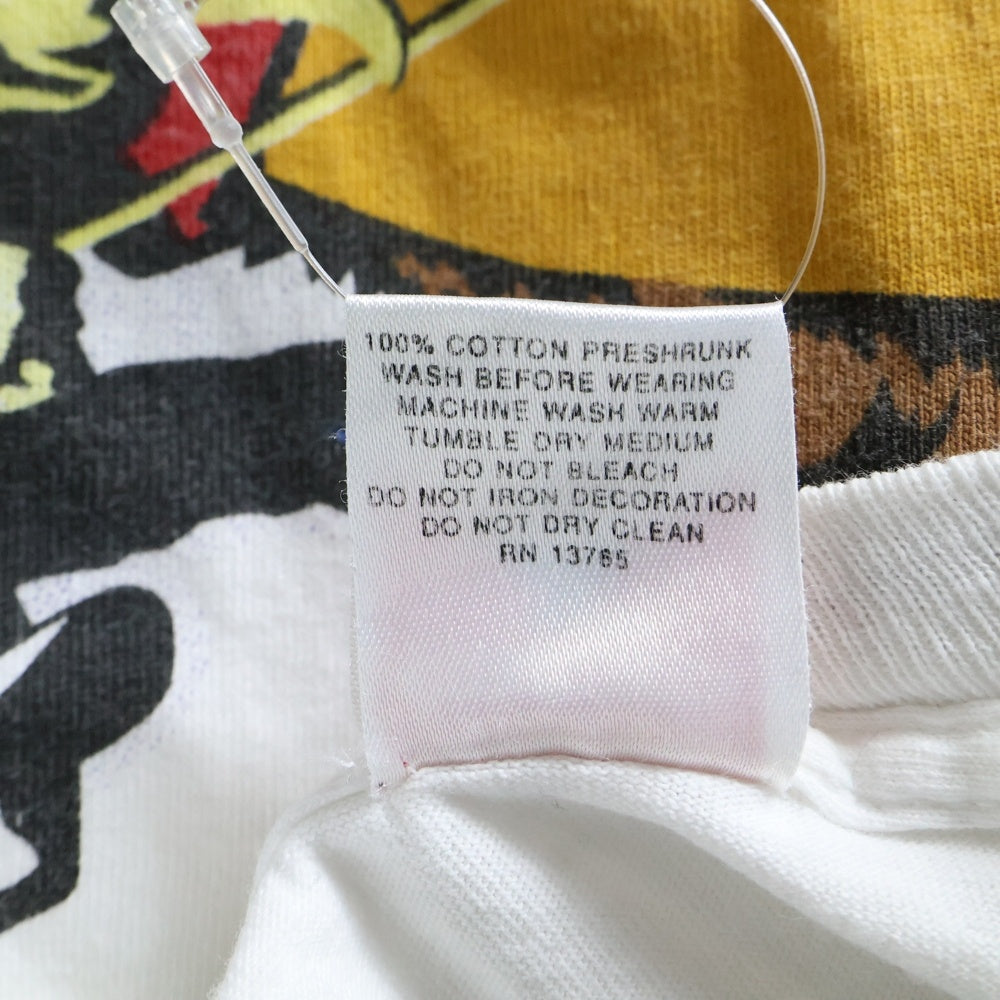 100% COTTON PRESHRUNK
WASH BEFORE WEARING
MACHINE WASH WARM
TUMBLE DRY MEDIUM
DO NOT BLEACH
DO NOT IRON DECORATION
DO NOT DRY CLEAN
RN 13765